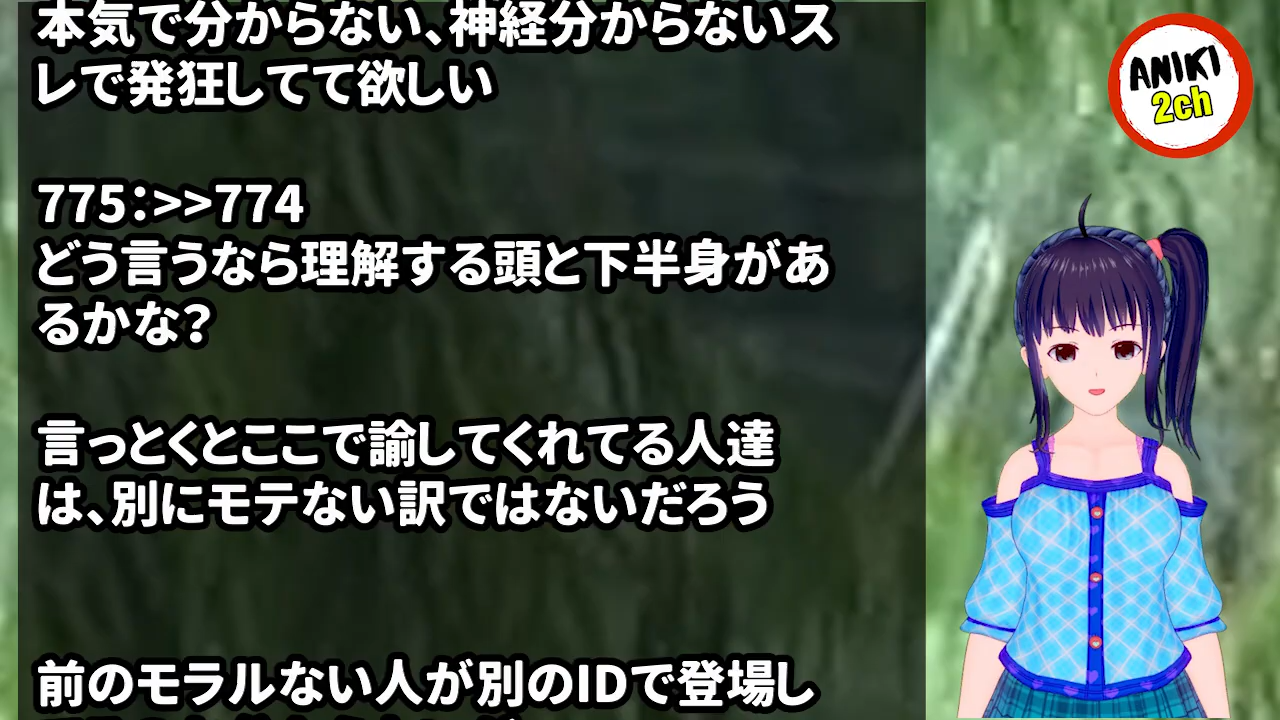 本気で分からない、神経分からないス
レで発狂してて欲しい
775：>>774
どう言うなら理解する頭と下半身があ
るかな？
言っとくとここで諭してくれてる人達
は、別にモテない訳ではないだろう
前のモラルない人が別のIDで登場し
ANIKI
2ch